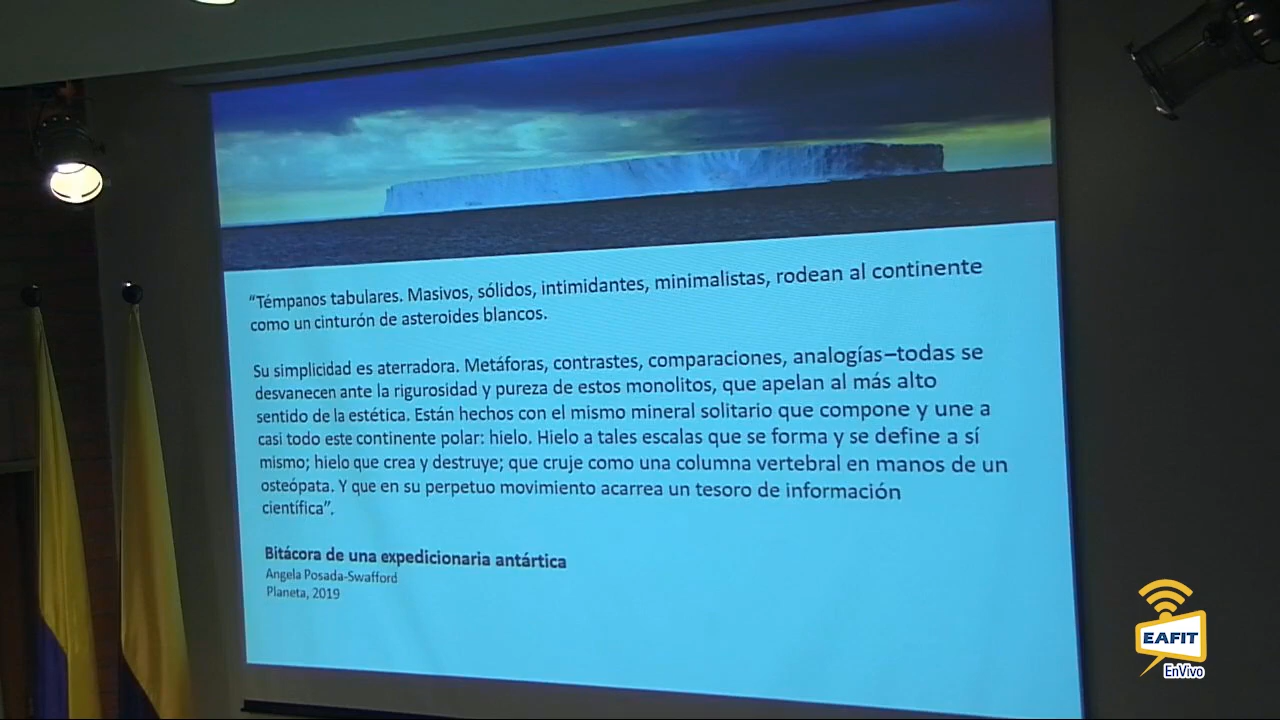 “Témpanos tabulares. Masivos, sólidos, intimidantes, minimalistas, rodean al continente
como un cinturón de asteroides blancos.
Su simplicidad es aterradora. Metáforas, contrastes, comparaciones, analogías–todas se
desvanecen ante la rigurosidad y pureza de estos monolitos, que apelan al más alto
sentido de la estética. Están hechos con el mismo mineral solitario que compone y une a
casi todo este continente polar: hielo. Hielo a tales escalas que se forma y se define a sí
mismo; hielo que crea y destruye; que cruje como una columna vertebral en manos de un
osteópata. Y que en su perpetuo movimiento acarrea un tesoro de información
científica”.
Bitácora de una expedicionaria antártica
Angela Posada-Swafford
Planeta, 2019
EAFIT
EnVivo